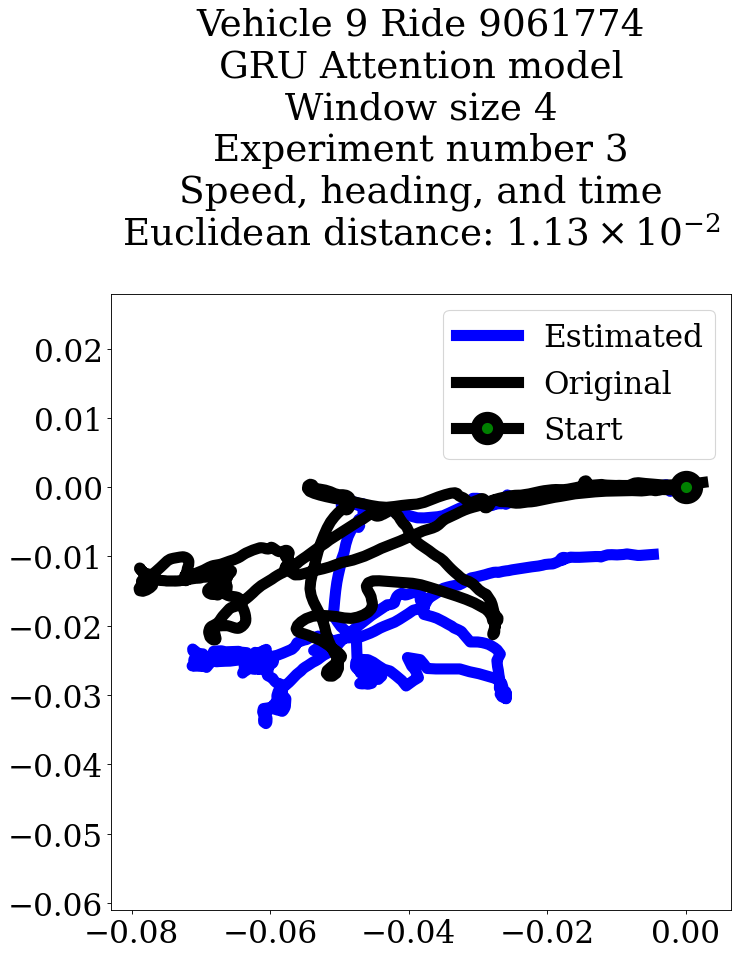 Vehicle 9 Ride 9061774
GRU Attention model
Window size 4
Experiment number 3
Speed, heading, and time
Euclidean distance: 1.13 × 10⁻²
Estimated
Original
Start
0.02
0.01
0.00
−0.01
−0.02
−0.03
−0.04
−0.05
−0.06
−0.08 −0.06 −0.04 −0.02 0.00